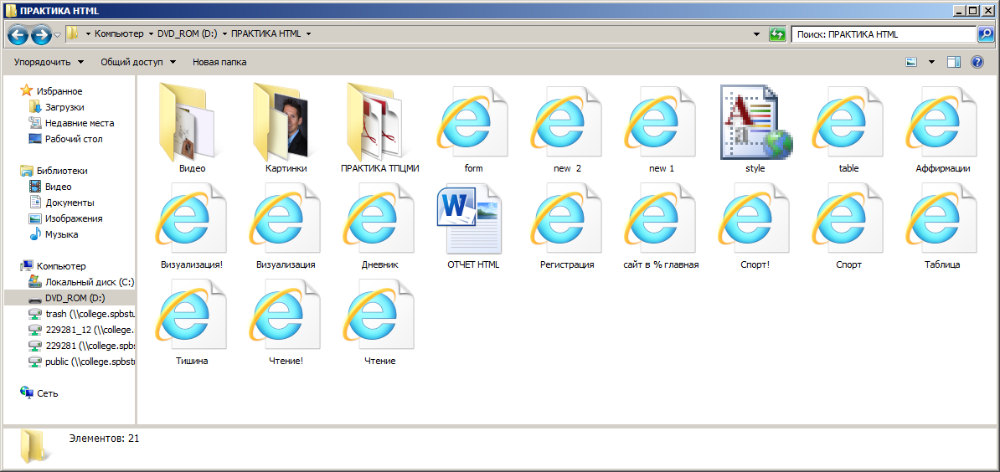 ПРАКТИКА HTML
Компьютер DVD_ROM (D:) ПРАКТИКА HTML
Поиск: ПРАКТИКА HTML
Упорядочить Общий доступ Новая папка
Избранное
Загрузки
Недавние места
Рабочий стол
Библиотеки
Видео
Документы
Изображения
Музыка
Компьютер
Локальный диск (C:)
DVD_ROM (D:)
trash (\\college.spbstu
229281_12 (\\college.
229281 (\\college.spbs
public (\\college.spbstu
Сеть
Видео Картинки ПРАКТИКА ТПЦМИ form new 2 new 1 style table Аффирмации
Визуализация! Визуализация Дневник ОТЧЕТ HTML Регистрация сайт в % главная Спорт! Спорт Таблица
Тишина Чтение! Чтение
Элементов: 21